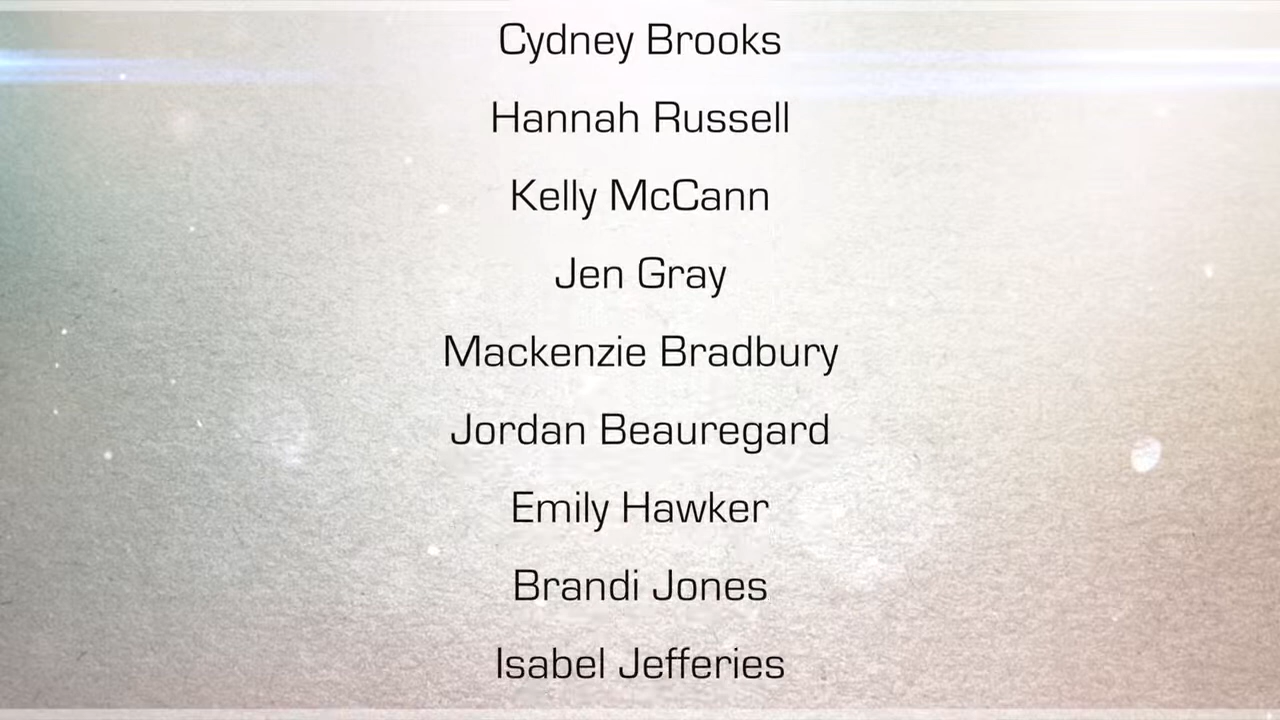 Cydney Brooks
Hannah Russell
Kelly McCann
Jen Gray
Mackenzie Bradbury
Jordan Beauregard
Emily Hawker
Brandi Jones
Isabel Jefferies